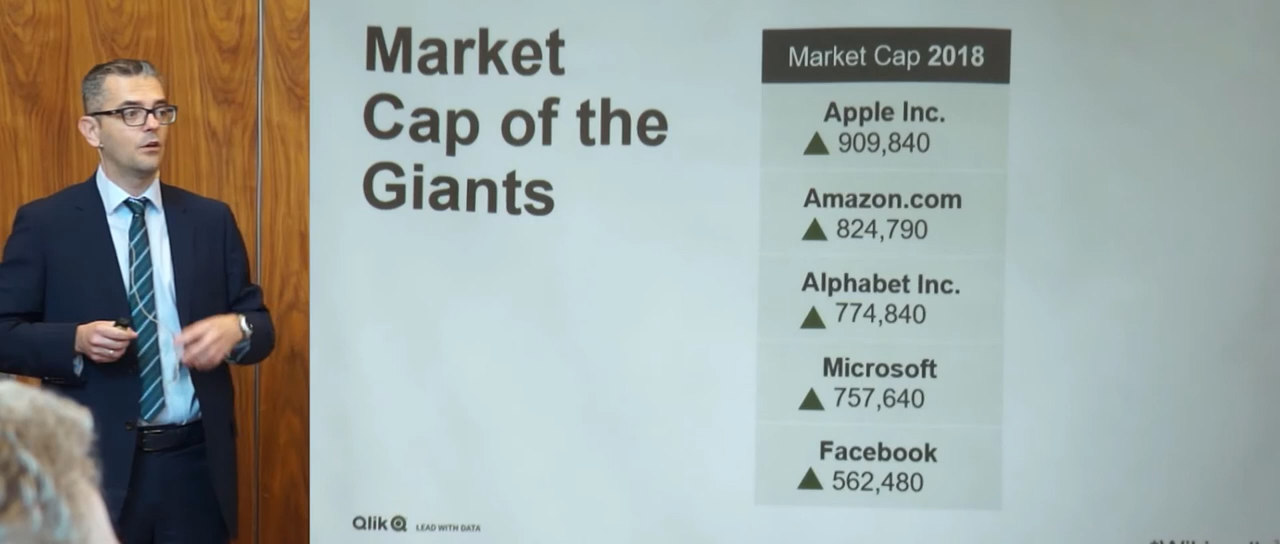 Market
Cap of the
Giants
Market Cap 2018
Apple Inc.
▲ 909,840
Amazon.com
▲ 824,790
Alphabet Inc.
▲ 774,840
Microsoft
▲ 757,640
Facebook
▲ 562,480
Qlik LEAD WITH DATA